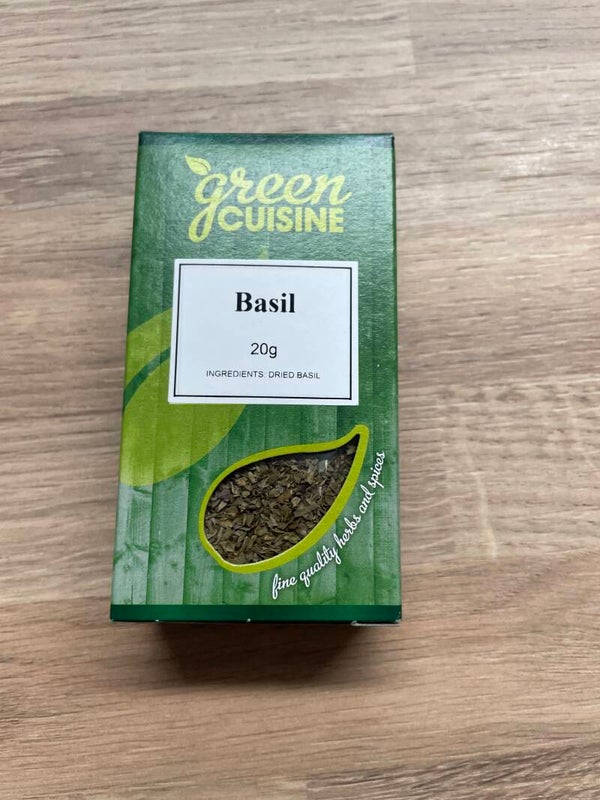 green
CUISINE
Basil
20g
INGREDIENTS: DRIED BASIL
fine quality herbs and spices